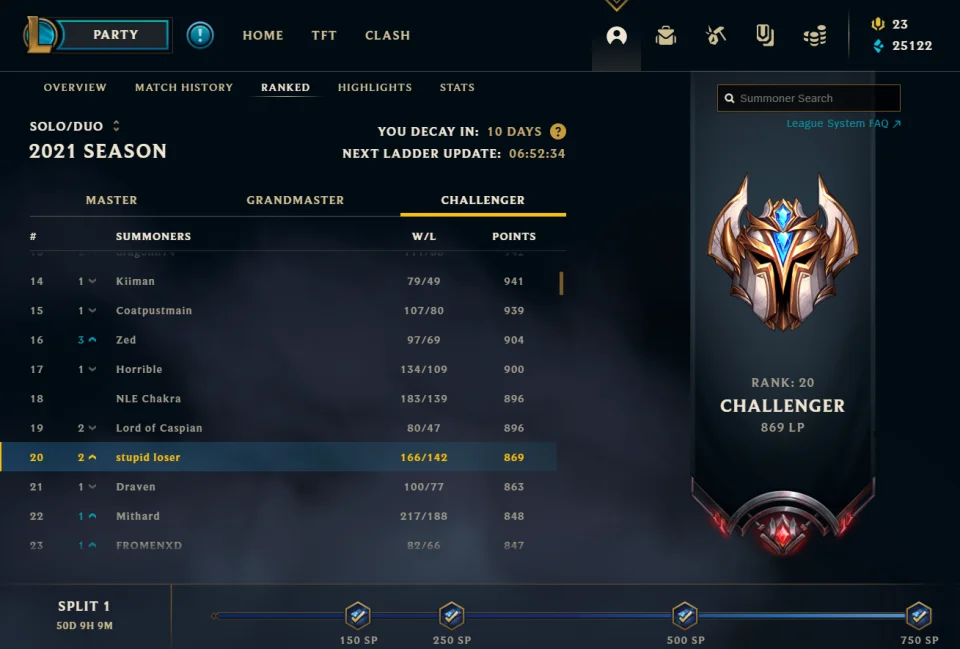 PARTY
HOME TFT CLASH
23
25122
OVERVIEW MATCH HISTORY RANKED HIGHLIGHTS STATS
Summoner Search
League System FAQ ↗
SOLO/DUO
2021 SEASON
YOU DECAY IN: 10 DAYS ?
NEXT LADDER UPDATE: 06:52:34
MASTER GRANDMASTER CHALLENGER
# SUMMONERS W/L POINTS
14 1 Kiiman 79/49 941
15 1 Coatpustmain 107/80 939
16 3 Zed 97/69 904
17 1 Horrible 134/109 900
18 NLE Chakra 183/139 896
19 2 Lord of Caspian 80/47 896
20 2 stupid loser 166/142 869
21 1 Draven 100/77 863
22 1 Mithard 217/188 848
23 1 FROMENXD 82/66 847
RANK: 20
CHALLENGER
869 LP
SPLIT 1
50D 9H 9M
150 SP 250 SP 500 SP 750 SP